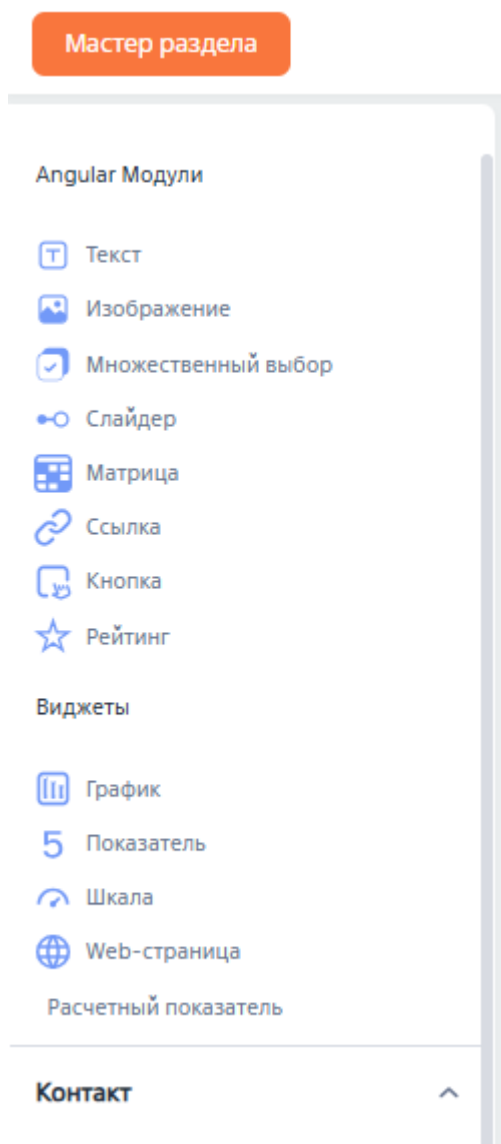 Мастер раздела
Angular Модули
Текст
Изображение
Множественный выбор
Слайдер
Матрица
Ссылка
Кнопка
Рейтинг
Виджеты
График
5 Показатель
Шкала
Web-страница
Расчетный показатель
Контакт